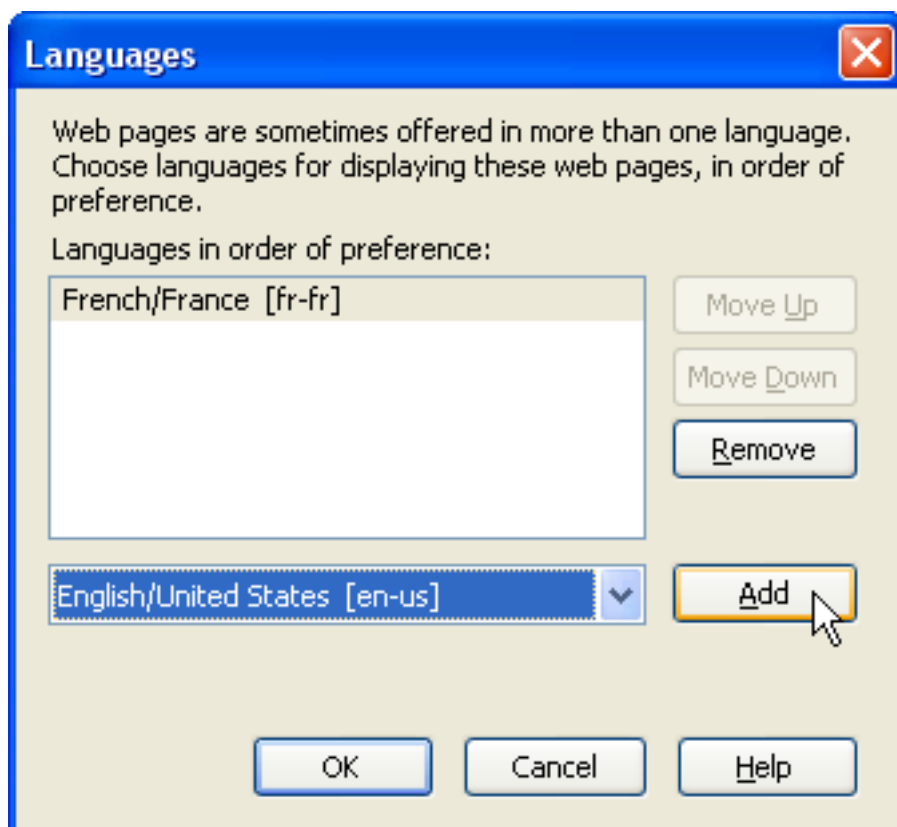 Languages
Web pages are sometimes offered in more than one language.
Choose languages for displaying these web pages, in order of
preference.
Languages in order of preference:
French/France [fr-fr]
Move Up
Move Down
Remove
English/United States [en-us]
Add
OK
Cancel
Help